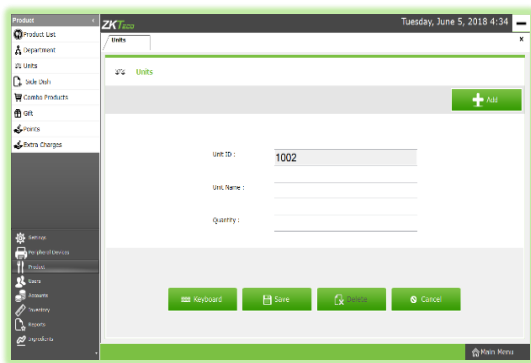 Product
ZKTeco
Tuesday, June 5, 2018 4:34
Product List
Units
x
Department
Units
Units
Side Dish
Combo Products
Add
Gift
Points
Extra Charges
Unit ID :
1002
Unit Name :
Quantity :
Settings
Peripheral Devices
Product
Users
Accounts
Keyboard
Save
Delete
Cancel
Inventory
Reports
Ingredients
Main Menu